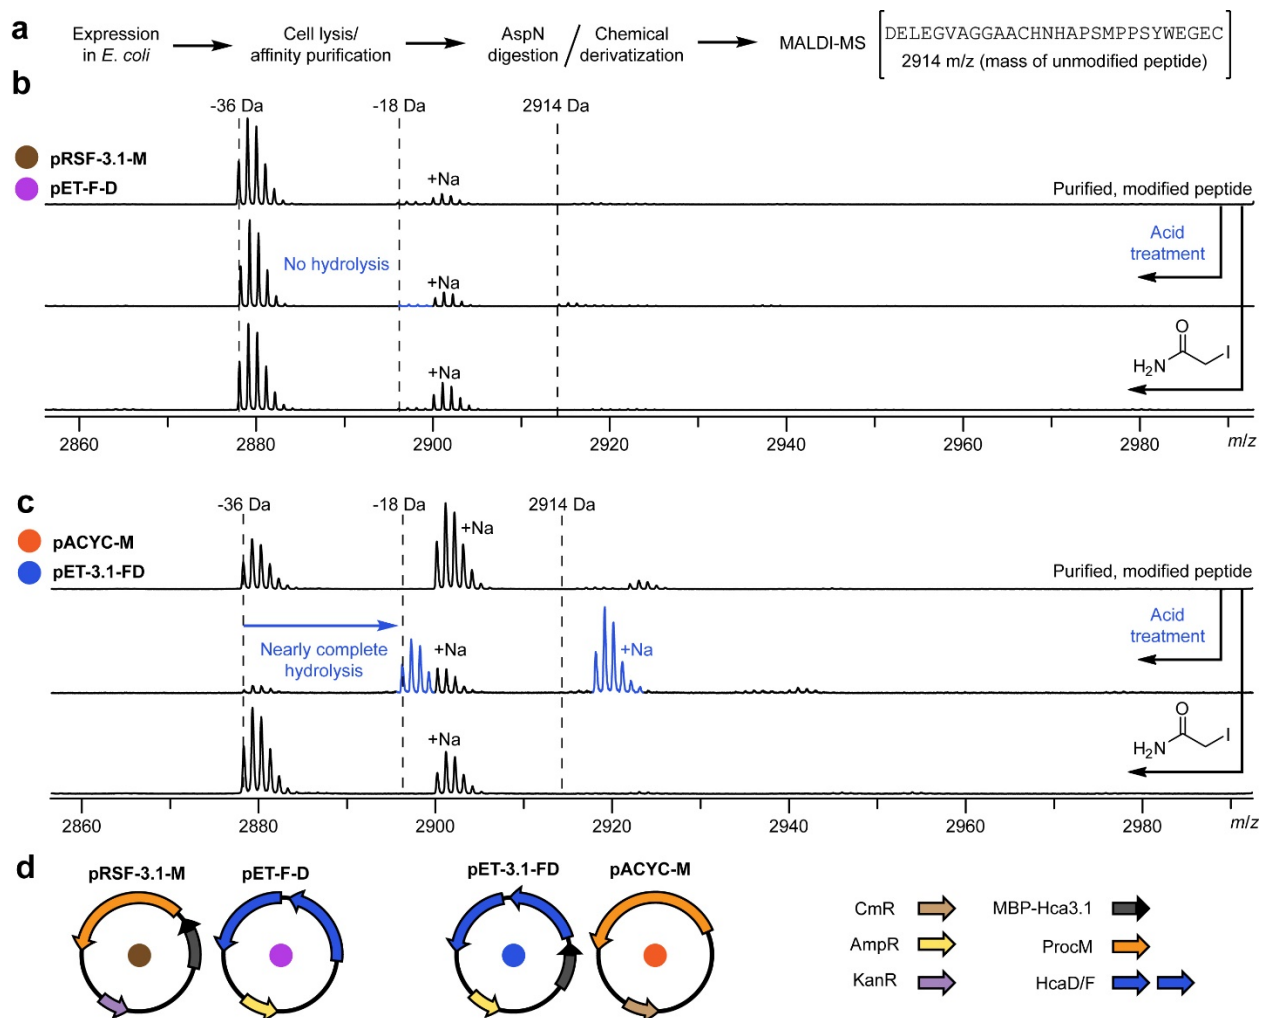 a
Expression
in E. coli
Cell lysis/
affinity purification
AspN
digestion
/
Chemical
derivatization
MALDI-MS
DELEGVAGGAACHNHAPSMPPSYWEGEC
2914 m/z (mass of unmodified peptide)
b
-36 Da
-18 Da
2914 Da
pRSF-3.1-M
pET-F-D
+Na
Purified, modified peptide
Acid
treatment
No hydrolysis
+Na
O
H2N
I
+Na
2860
2880
2900
2920
2940
2960
2980
m/z
c
-36 Da
-18 Da
2914 Da
pACYC-M
pET-3.1-FD
+Na
Purified, modified peptide
Acid
treatment
Nearly complete
hydrolysis
+Na
+Na
O
H2N
I
+Na
2860
2880
2900
2920
2940
2960
2980
m/z
d
pRSF-3.1-M
pET-F-D
pET-3.1-FD
pACYC-M
CmR
AmpR
KanR
MBP-Hca3.1
ProcM
HcaD/F